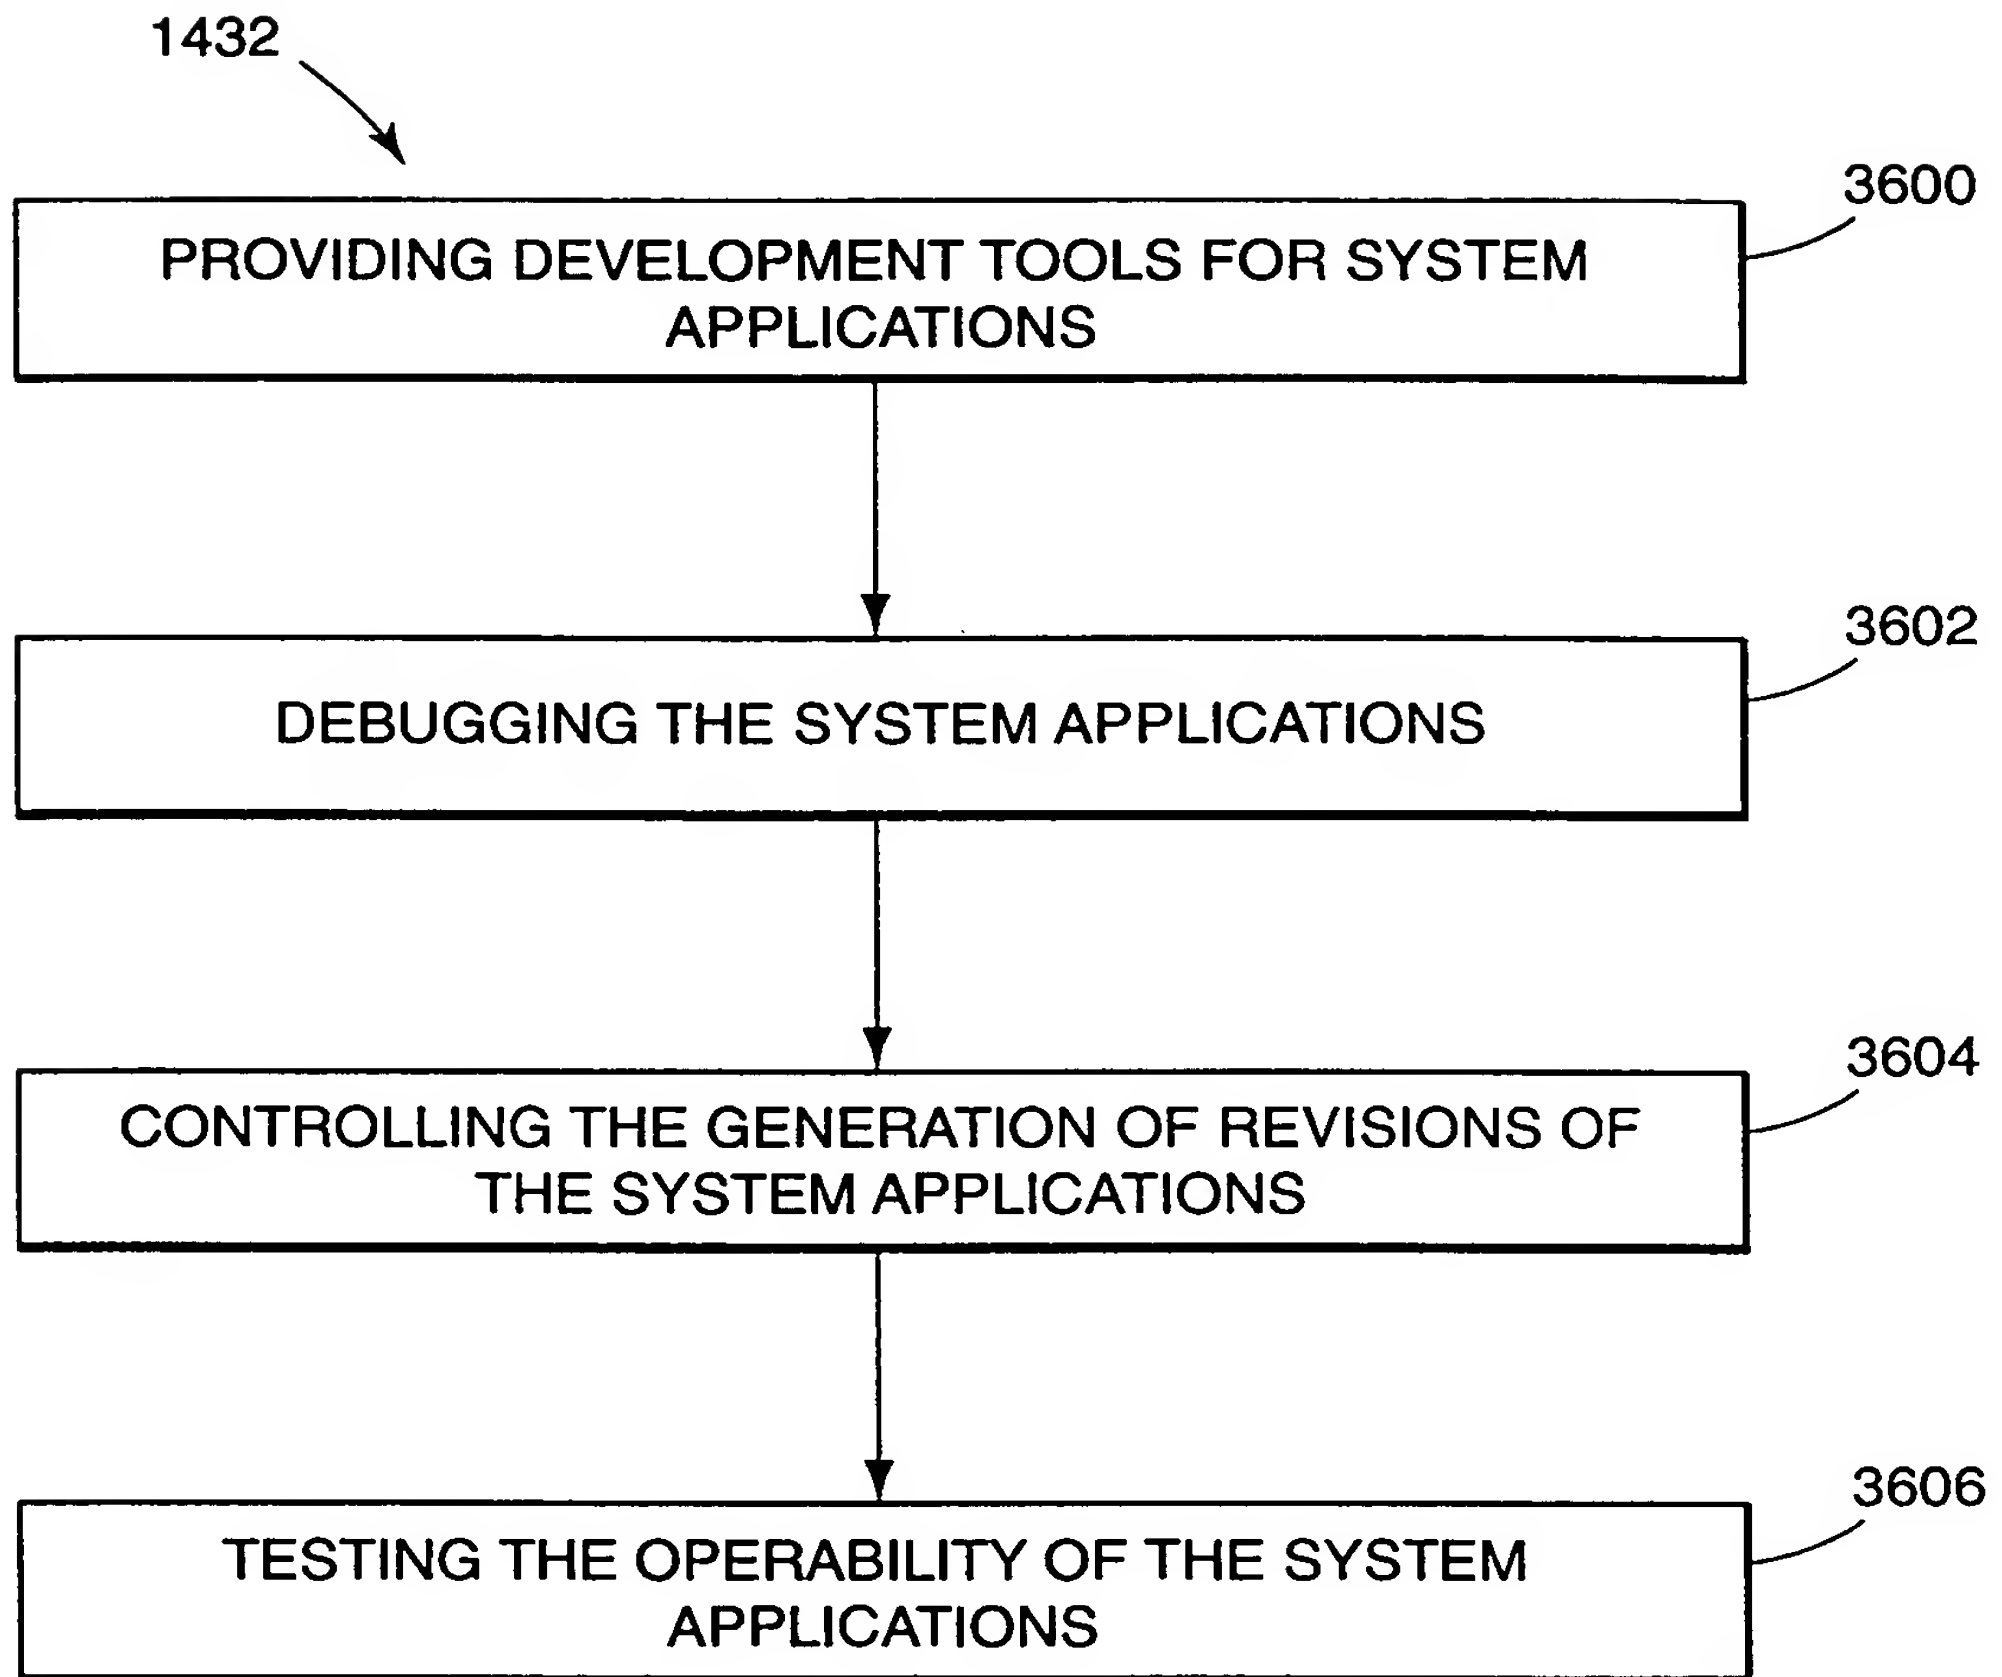 1432
3600
PROVIDING DEVELOPMENT TOOLS FOR SYSTEM
APPLICATIONS
3602
DEBUGGING THE SYSTEM APPLICATIONS
3604
CONTROLLING THE GENERATION OF REVISIONS OF
THE SYSTEM APPLICATIONS
3606
TESTING THE OPERABILITY OF THE SYSTEM
APPLICATIONS